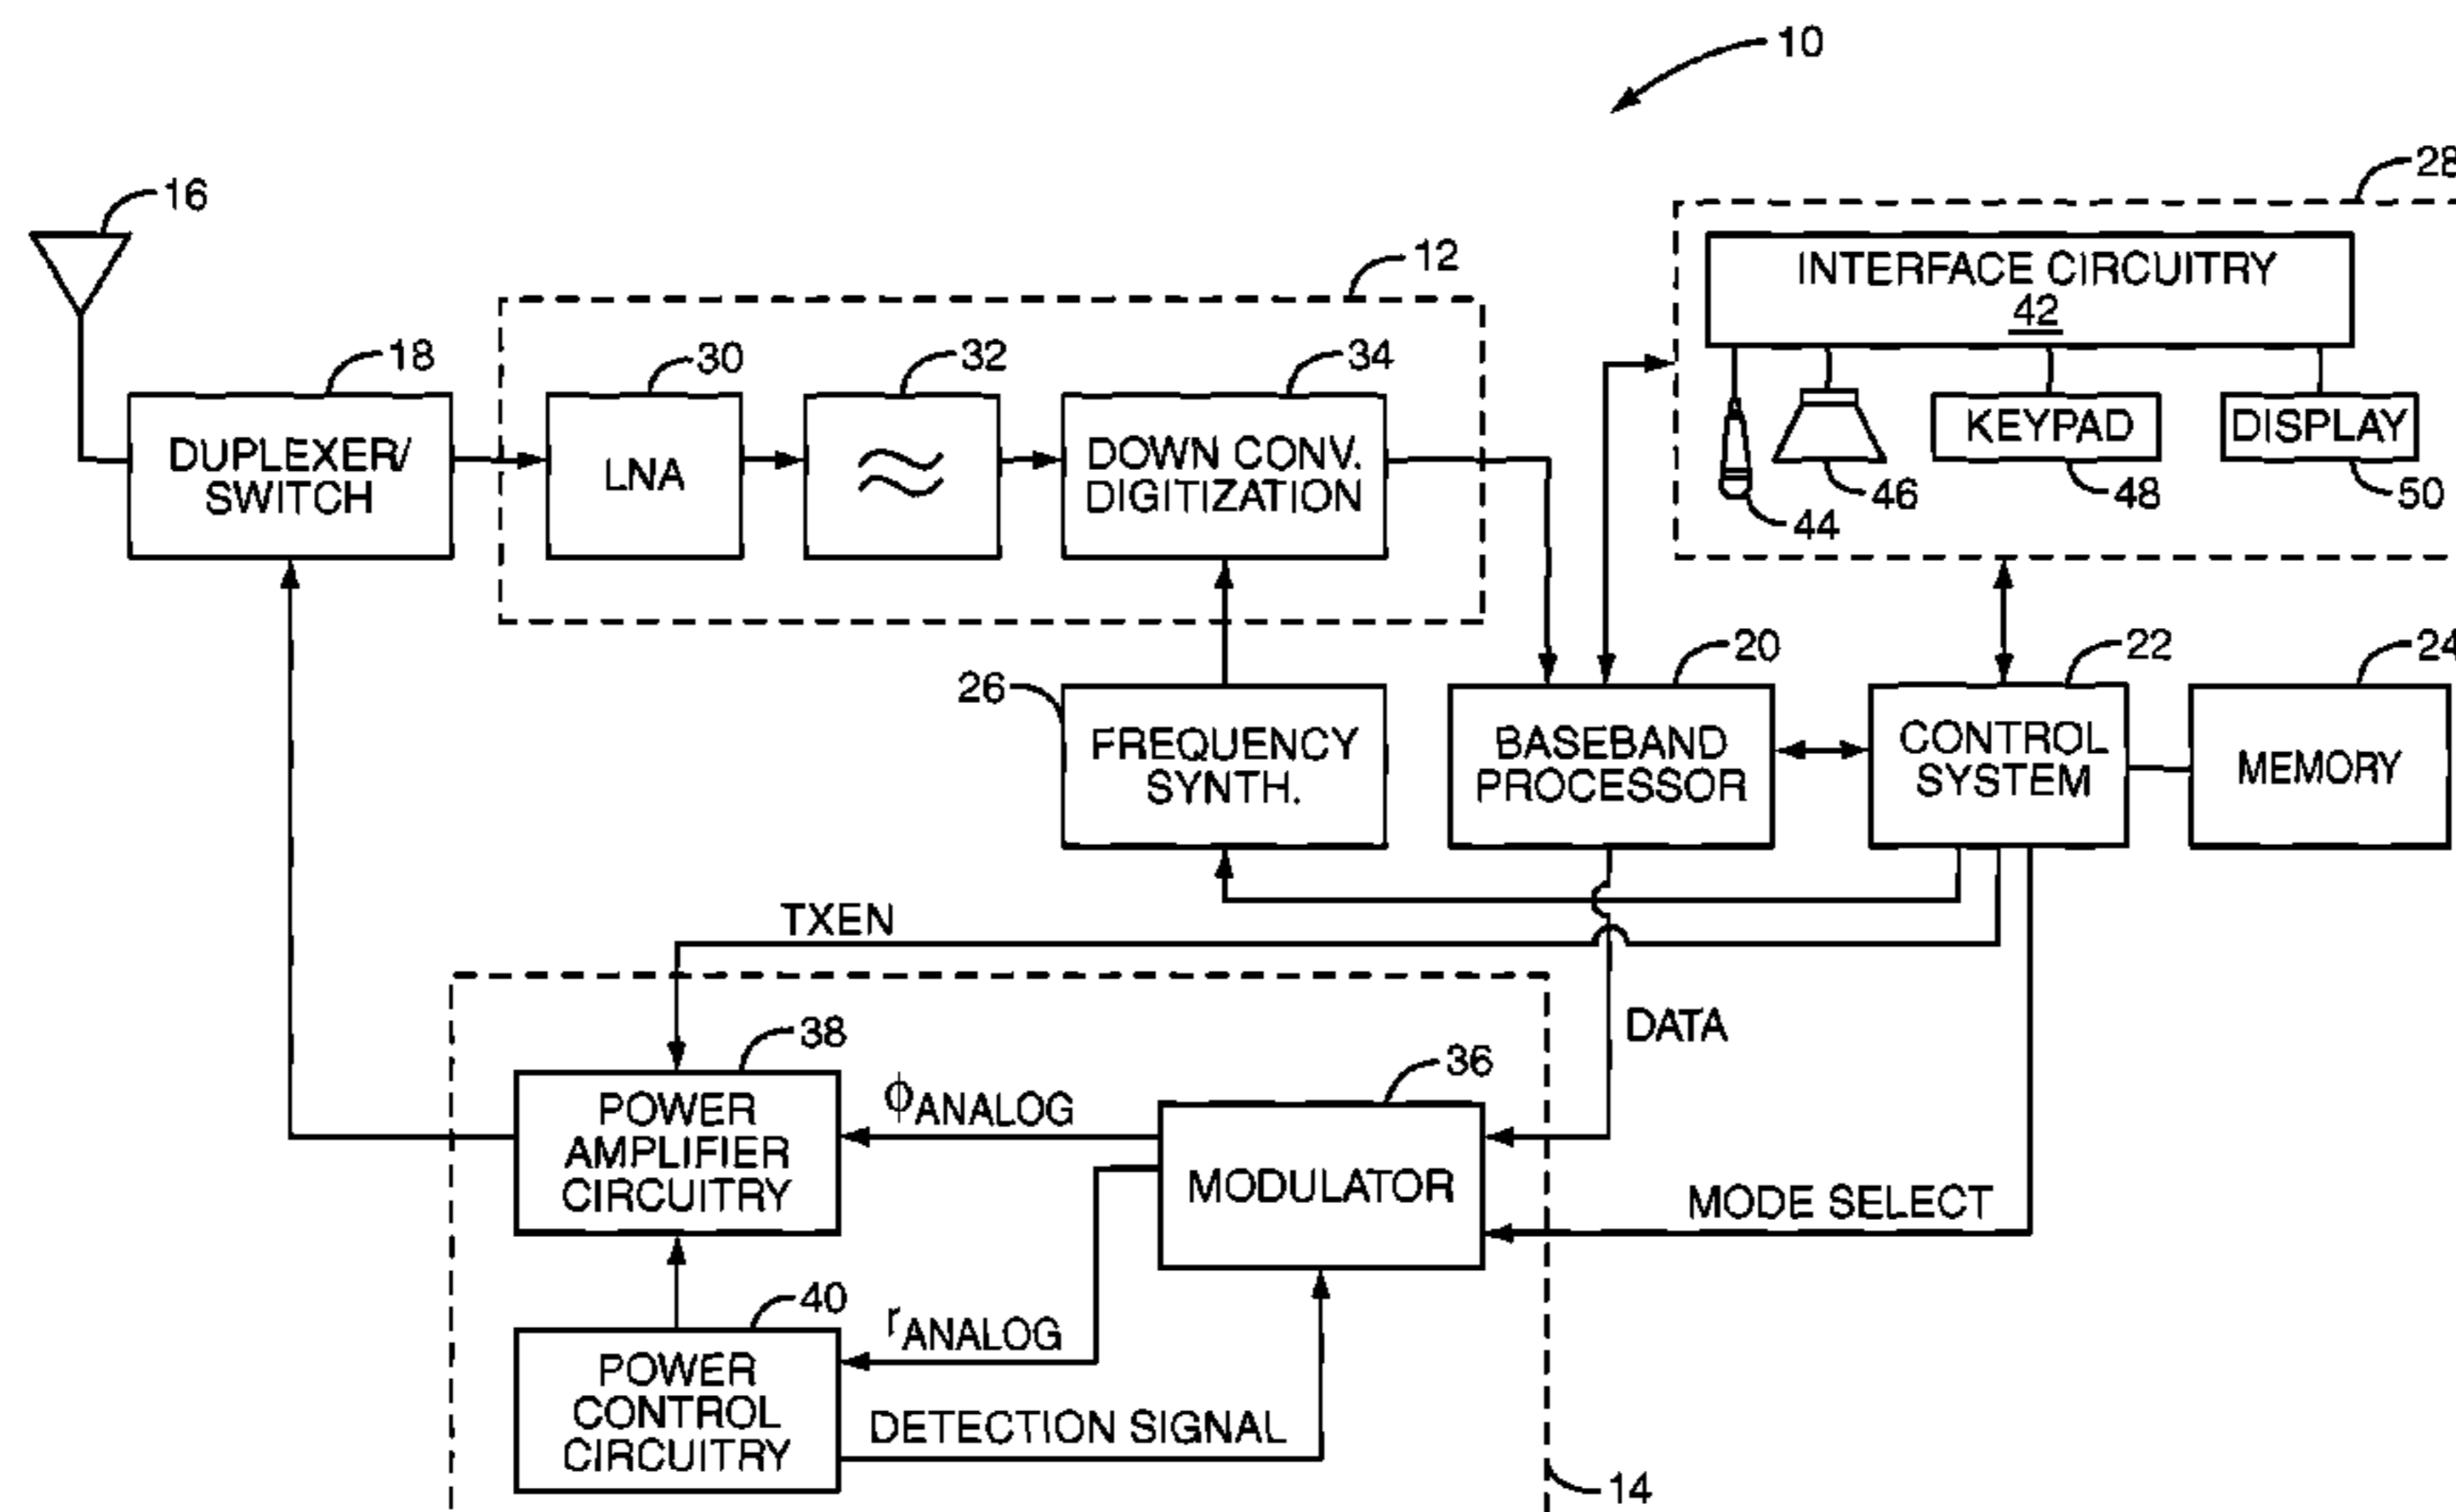 10
28
16
12
INTERFACE CIRCUITRY
42
18
30
32
34
DUPLEXER/
SWITCH
LNA
DOWN CONV.
DIGITIZATION
KEYPAD
DISPLAY
44
46
48
50
26
20
22
24
FREQUENCY
SYNTH.
BASEBAND
PROCESSOR
CONTROL
SYSTEM
MEMORY
TXEN
DATA
38
36
POWER
AMPLIFIER
CIRCUITRY
ϕANALOG
MODULATOR
MODE SELECT
40
rANALOG
POWER
CONTROL
CIRCUITRY
DETECTION SIGNAL
14